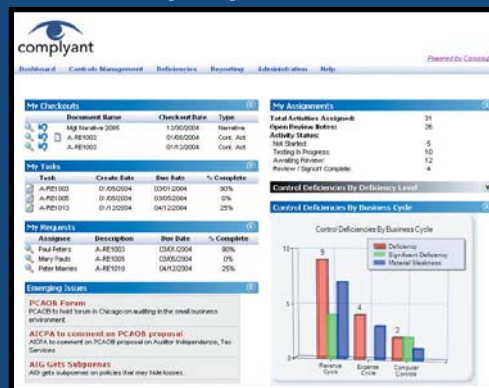 complyant
Dashboard Controls Management Deficiencies Reporting Administration Help
My Checkouts
Document Name Checkout Date Type
Mgt Narrative 2005 12/30/2004 Narrative
A-RE1002 01/06/2004 Cont. Act
A-RE1002 01/12/2004 Cont. Act
My Tasks
Task Create Date Due Date % Complete
A-RE1003 01/05/2004 03/01/2004 90%
A-RE1005 01/08/2004 03/05/2004 0%
A-RE1010 01/12/2004 04/12/2004 25%
My Requests
Assignee Description Due Date % Complete
Paul Peters A-RE1003 03/01/2004 90%
Mary Pauls A-RE1005 03/05/2004 0%
Peter Marries A-RE1010 04/12/2004 25%
Emerging Issues
PCAOB Forum
PCAOB to hold forum in Chicago on auditing in the small business
environment.
AICPA to comment on PCAOB proposal
AICPA to comment on PCAOB proposal on Auditor Independence, Tax
Services
AIG Gets Subpoenas
AIG gets subpoenas on policies that may hide losses.
Powered by
My Assignments
Total Activities Assigned: 31
Open Review Notes: 26
Activity Status:
Not Started: 5
Testing In Progress: 10
Awaiting Review: 12
Review / Signoff Complete: 4
Control Deficiencies By Deficiency Level
Control Deficiencies By Business Cycle
Control Deficiencies By Business Cycle
Deficiency
Significant Deficiency
Material Weakness
10
5
0
9
4
2
Revenue Cycle
Expense Cycle
Computer Controls